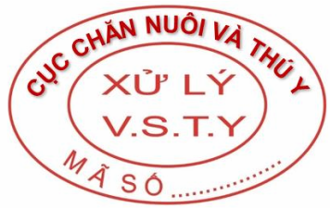 CỤC CHĂN NUÔI VÀ THÚ Y
XỬ LÝ
V.S.T.Y
MÃ SỐ....................